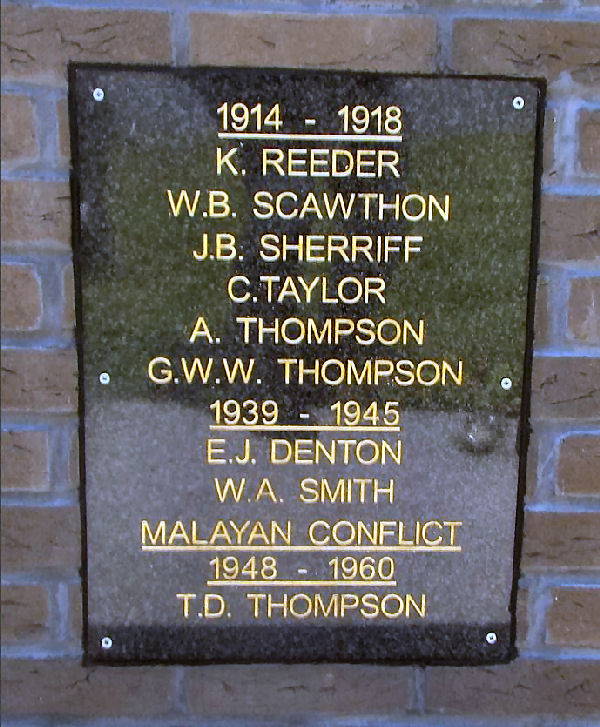 1914 - 1918
K. REEDER
W.B. SCAWTHON
J.B. SHERRIFF
C.TAYLOR
A. THOMPSON
G.W.W. THOMPSON
1939 - 1945
E.J. DENTON
W.A. SMITH
MALAYAN CONFLICT
1948 - 1960
T.D. THOMPSON